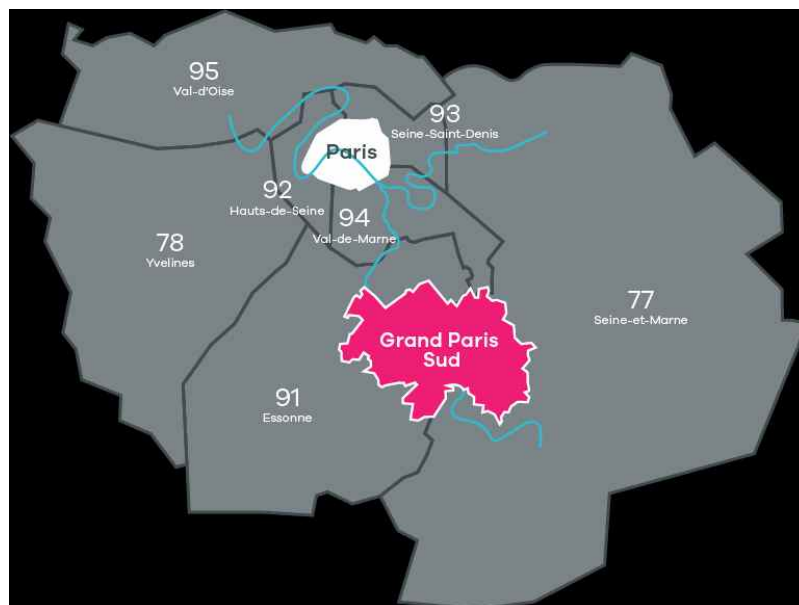 95
Val-d'Oise
93
Seine-Saint-Denis
Paris
92
Hauts-de-Seine
94
Val-de-Marne
78
Yvelines
77
Seine-et-Marne
Grand Paris
Sud
91
Essonne